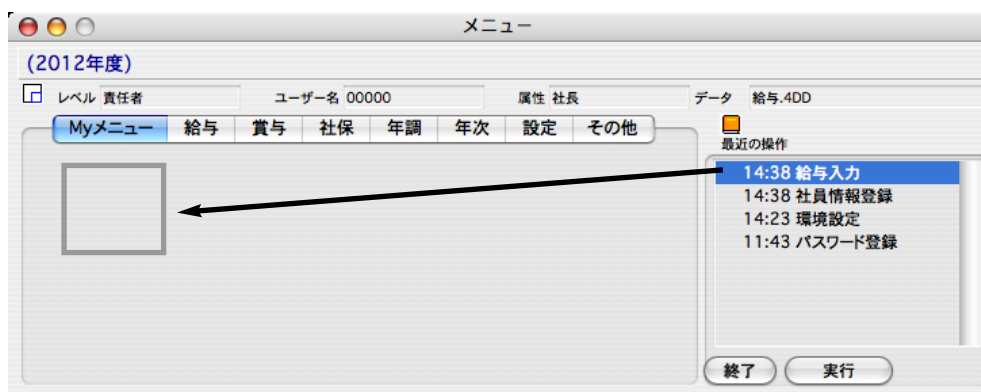 メニュー
(2012年度)
レベル 責任者 ユーザー名 00000 属性 社長 データ 給与.4DD
Myメニュー 給与 賞与 社保 年調 年次 設定 その他
最近の操作
14:38 給与入力
14:38 社員情報登録
14:23 環境設定
11:43 パスワード登録
終了 実行